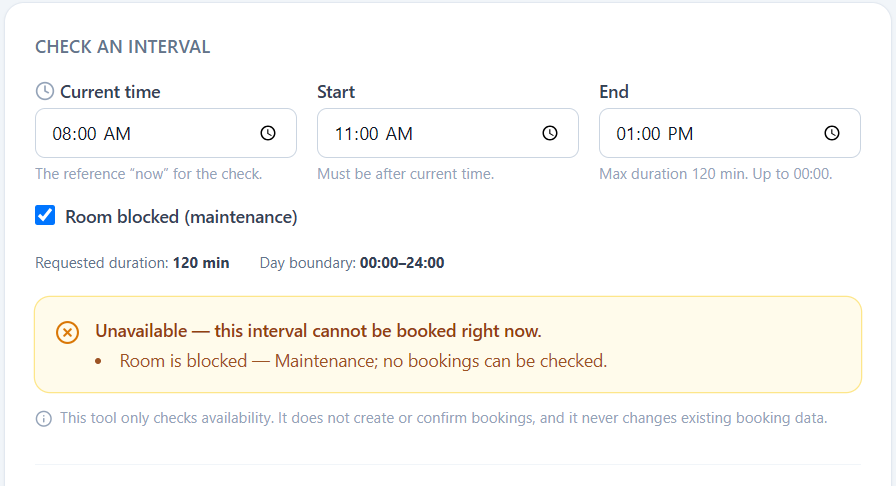 CHECK AN INTERVAL
Current time Start End
08:00 AM 11:00 AM 01:00 PM
The reference “now” for the check. Must be after current time. Max duration 120 min. Up to 00:00.
Room blocked (maintenance)
Requested duration: 120 min Day boundary: 00:00–24:00
Unavailable — this interval cannot be booked right now.
• Room is blocked — Maintenance; no bookings can be checked.
This tool only checks availability. It does not create or confirm bookings, and it never changes existing booking data.